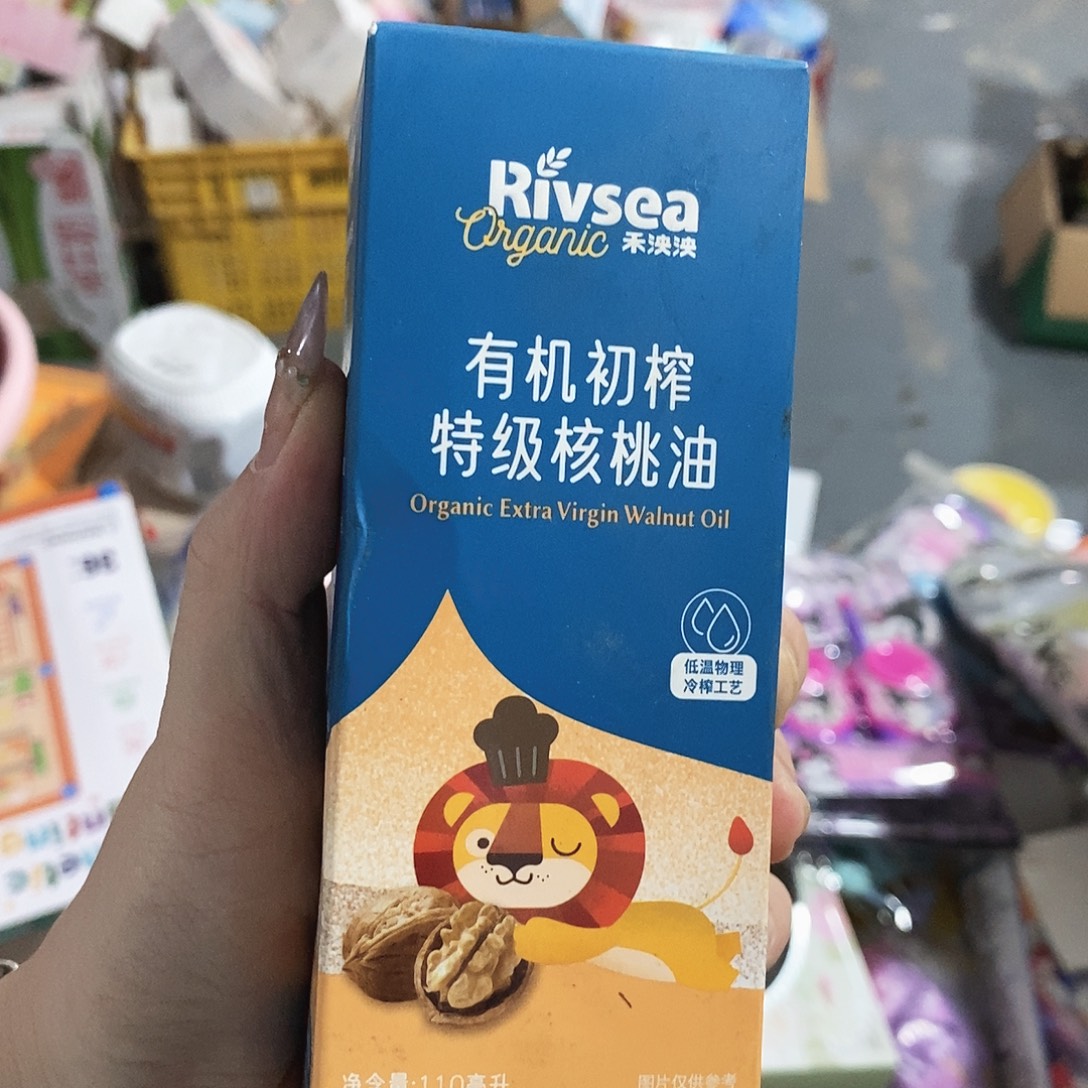 Rivsea
Organic 禾泱泱
有机初榨
特级核桃油
Organic Extra Virgin Walnut Oil
低温物理
冷榨工艺
净含量:110毫升
图片仅供参考